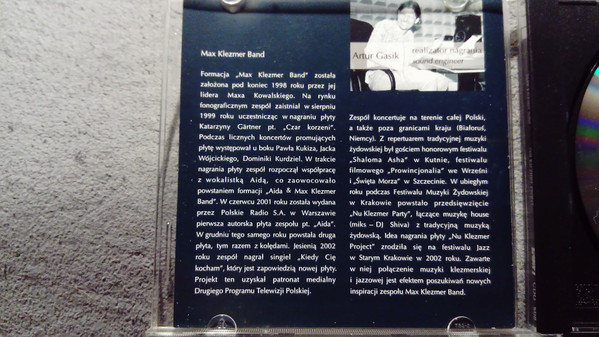 Max Klezmer Band
Formacja „Max Klezmer Band” została
założona pod koniec 1998 roku przez jej
lidera Maxa Kowalskiego. Na rynku
fonograficznym zespół zaistniał w sierpniu
1999 roku uczestnicząc w nagraniu płyty
Katarzyny Gärtner pt. „Czar korzeni”.
Podczas licznych koncertów promujących
płytę występował u boku Pawła Kukiza, Jacka
Wójcickiego, Dominiki Kurdziel. W trakcie
nagrania płyty zespół rozpoczął współpracę
z wokalistką Aidą, co zaowocowało
powstaniem formacji „Aida & Max Klezmer
Band”. W czerwcu 2001 roku została wydana
przez Polskie Radio S.A. w Warszawie
pierwsza autorska płyta zespołu pt. „Aida”.
W grudniu tego samego roku powstała druga
płyta, tym razem z kolędami. Jesienią 2002
roku zespół nagrał singiel „Kiedy Cię
kocham”, który jest zapowiedzią nowej płyty.
Projekt ten uzyskał patronat medialny
Drugiego Programu Telewizji Polskiej.
Artur Gasik realizator nagrania
sound engineer
Zespół koncertuje na terenie całej Polski,
a także poza granicami kraju (Białoruś,
Niemcy). Z repertuarem tradycyjnej muzyki
żydowskiej był gościem honorowym festiwalu
„Shaloma Asha” w Kutnie, festiwalu
filmowego „Prowincjonalia” we Wrześni
i „Święta Morza” w Szczecinie. W ubiegłym
roku podczas Festiwalu Muzyki Żydowskiej
w Krakowie powstało przedsięwzięcie
„Nu Klezmer Party”, łączące muzykę house
(miks – DJ Shiva) z tradycyjną muzyką
żydowską. Idea nagrania płyty „Nu Klezmer
Project” zrodziła się na festiwalu Jazz
w Starym Krakowie w 2002 roku. Zawarte
w niej połączenie muzyki klezmerskiej
i jazzowej jest efektem poszukiwań nowych
inspiracji zespołu Max Klezmer Band.